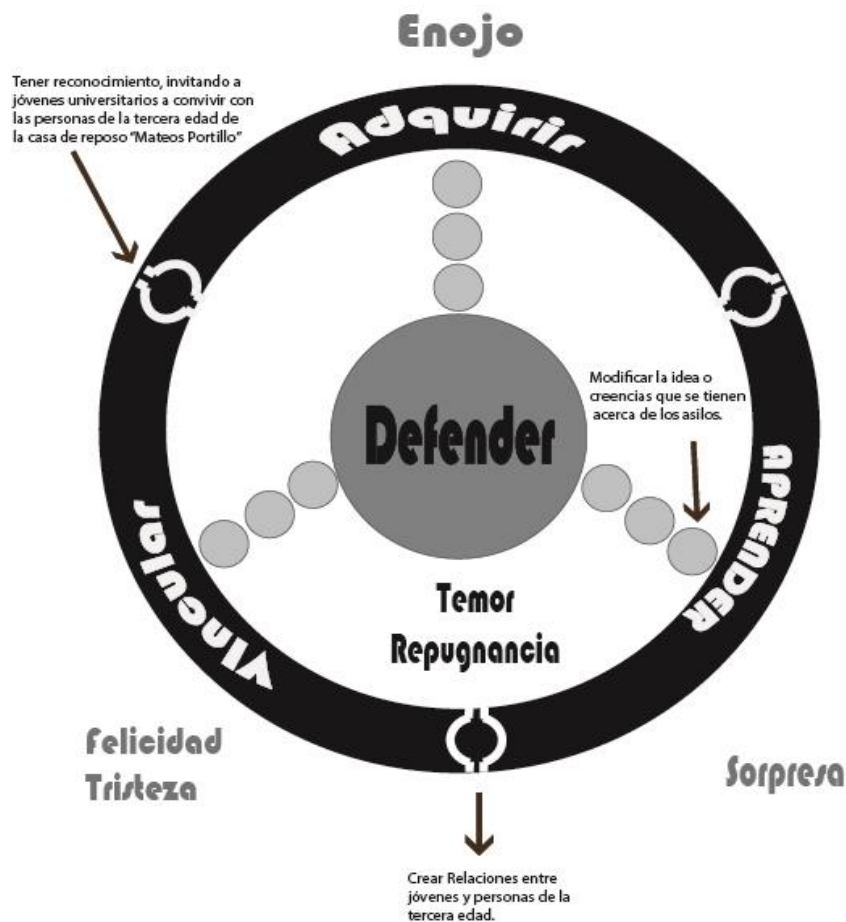 Enojo
Tener reconocimiento, invitando a
jóvenes universitarios a convivir con
las personas de la tercera edad de
la casa de reposo "Mateos Portillo"
Adquirir
Modificar la idea o
creencias que se tienen
acerca de los asilos.
Defender
APRENDER
Vincular
Temor
Repugnancia
Felicidad
Tristeza
Sorpresa
Crear Relaciones entre
jóvenes y personas de la
tercera edad.